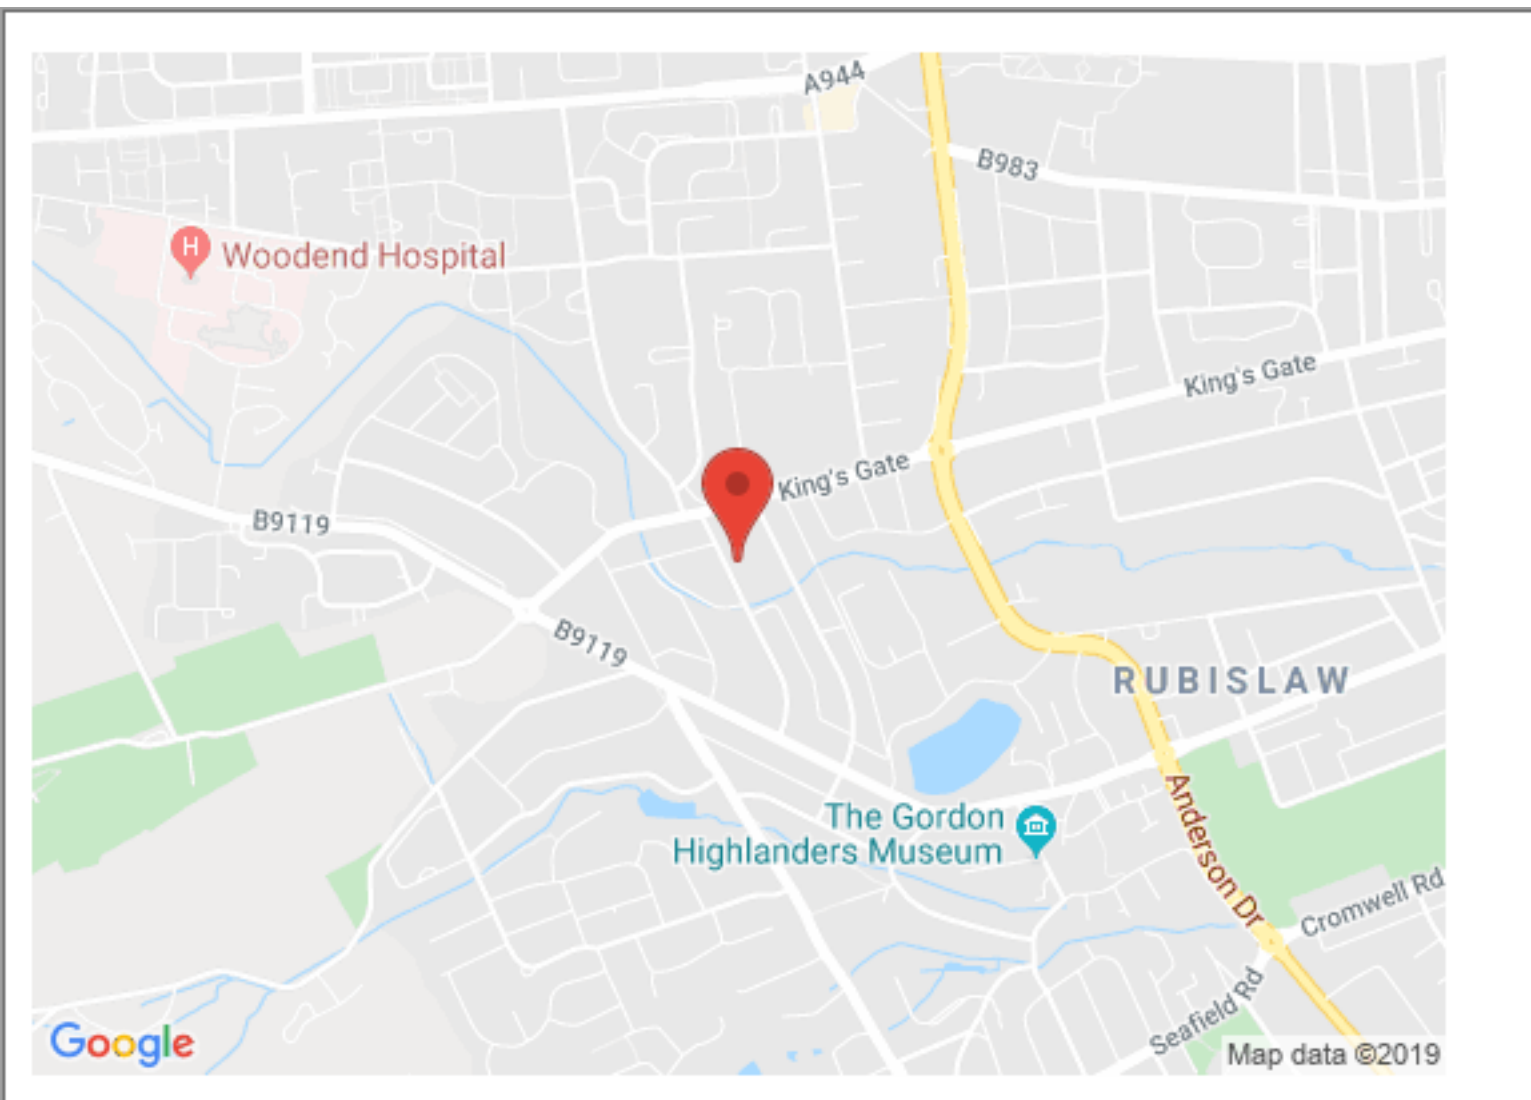 A944
B983
H
Woodend Hospital
King's Gate
King's Gate
B9119
B9119
RUBISLAW
The Gordon
Highlanders Museum
Anderson Dr
Cromwell Rd
Seafield Rd
Google
Map data ©2019